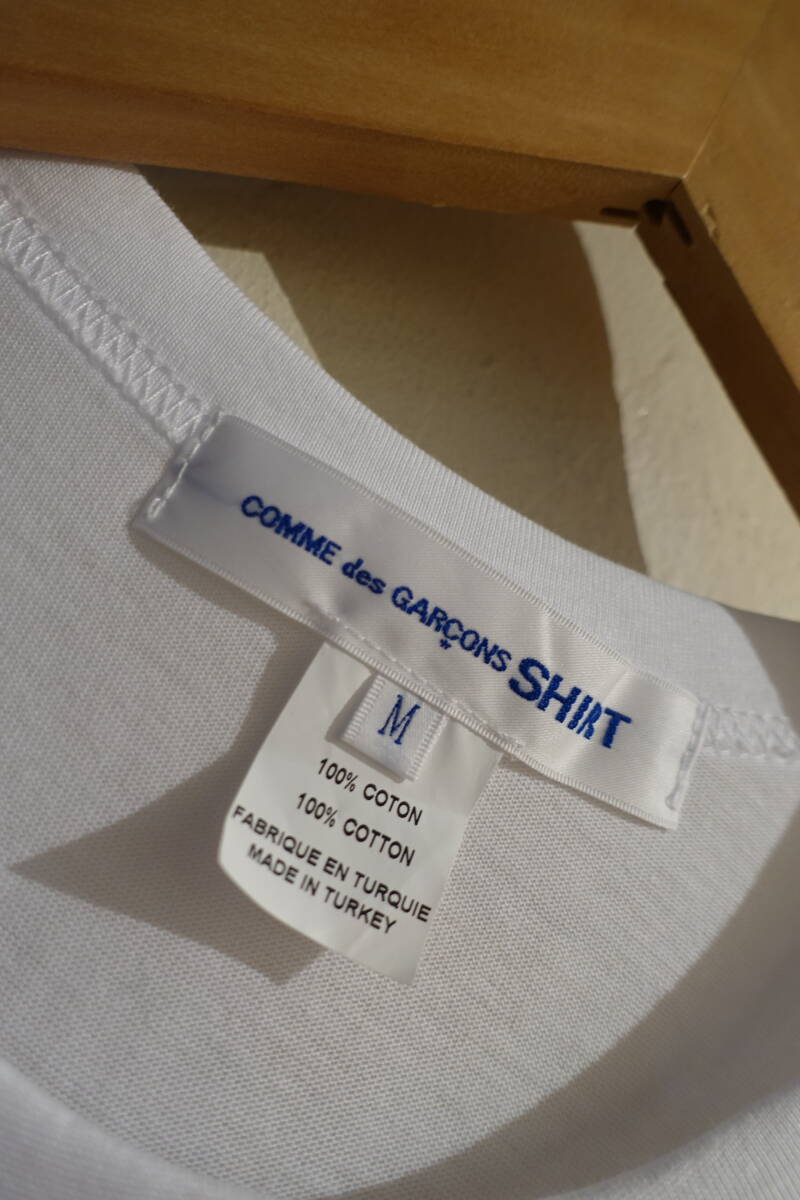 COMME des GARÇONS SHIRT
*
M
100% COTON
100% COTTON
FABRIQUE EN TURQUIE
MADE IN TURKEY